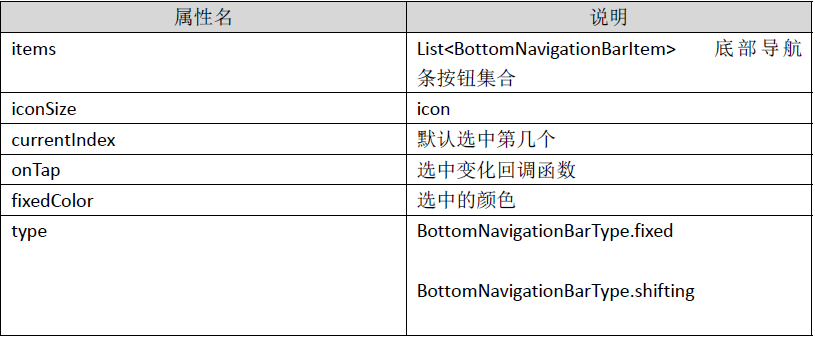 属性名 说明
items List<BottomNavigationBarItem> 底部导航
条按钮集合
iconSize icon
currentIndex 默认选中第几个
onTap 选中变化回调函数
fixedColor 选中的颜色
type BottomNavigationBarType.fixed
BottomNavigationBarType.shifting